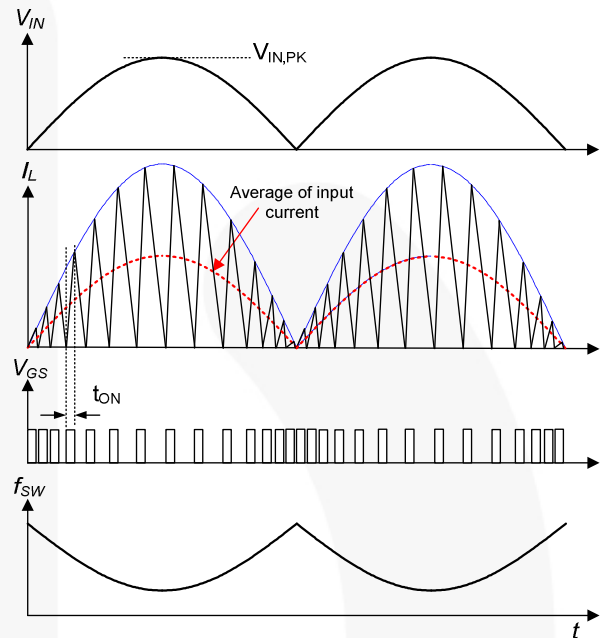 V_IN
V_IN,PK
I_L
Average of input
current
V_GS
t_ON
f_SW
t